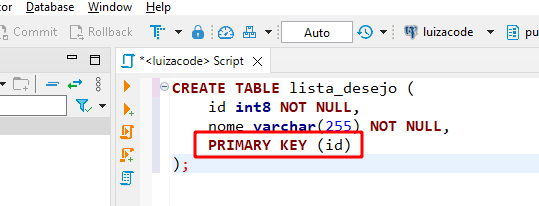 Database Window Help
Commit Rollback T Auto luizacode pu
*<luizacode> Script
CREATE TABLE lista_desejo (
id int8 NOT NULL,
nome varchar(255) NOT NULL,
PRIMARY KEY (id)
);